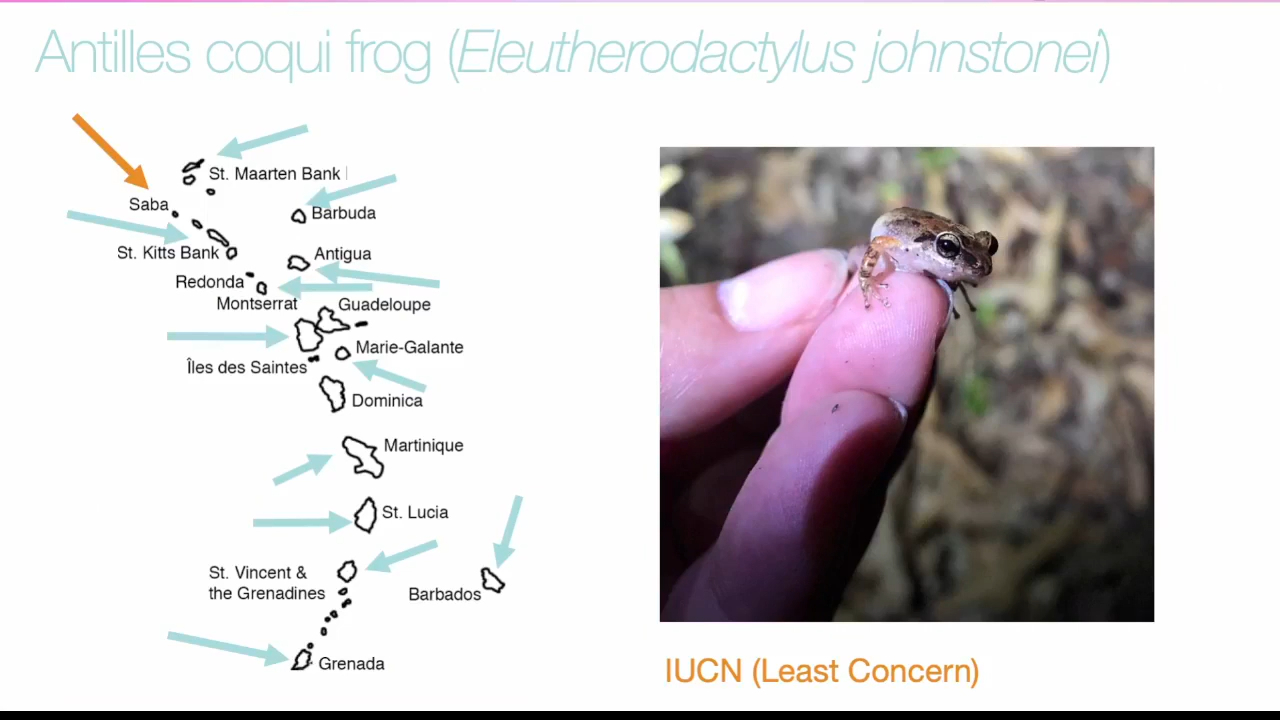 Antilles coqui frog (Eleutherodactylus johnstonei)
St. Maarten Bank
Saba
Barbuda
St. Kitts Bank
Antigua
Redonda
Montserrat
Guadeloupe
Marie-Galante
Îles des Saintes
Dominica
Martinique
St. Lucia
St. Vincent &
the Grenadines
Barbados
Grenada
IUCN (Least Concern)